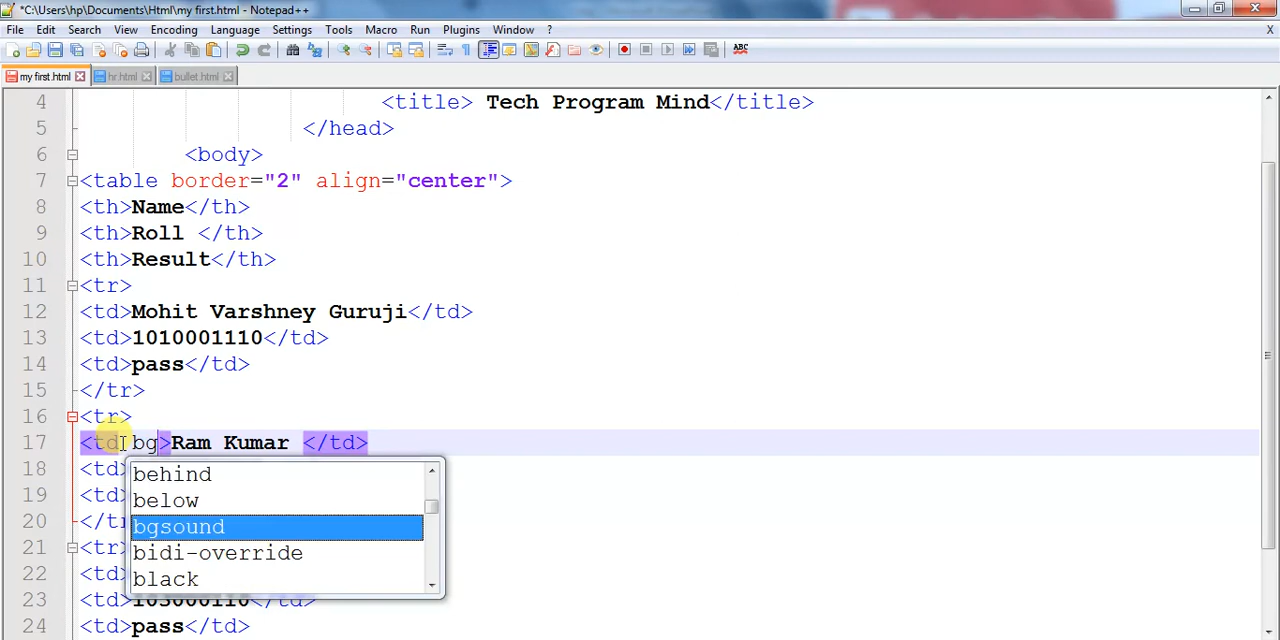 *C:\Users\hp\Documents\Html\my first.html - Notepad++
File Edit Search View Encoding Language Settings Tools Macro Run Plugins Window ? X
ABC
my first.html hr.html bullet.html
4 <title> Tech Program Mind</title>
5 </head>
6 <body>
7 <table border="2" align="center">
8 <th>Name</th>
9 <th>Roll </th>
10 <th>Result</th>
11 <tr>
12 <td>Mohit Varshney Guruji</td>
13 <td>1010001110</td>
14 <td>pass</td>
15 </tr>
16 <tr>
17 <td bg>Ram Kumar </td>
18 <td>
behind
19 <td>
below
20 </tr
bgsound
21 <tr>
bidi-override
22 <td>
black
23 <td>103000110</td>
24 <td>pass</td>